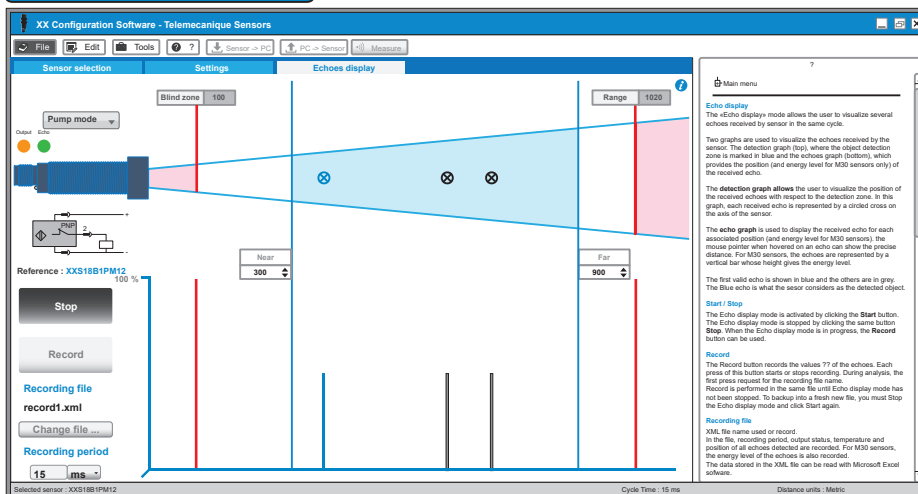 XX Configuration Software - Telemecanique Sensors
File Edit Tools ? ? Sensor -> PC PC -> Sensor Measure
Sensor selection Settings Echoes display
Blind zone 100
Range 1020
Pump mode
Output Echo
PNP
2
+
-
Near
300
Far
900
Reference : XXS18B1PM12
100 %
Stop
Record
Recording file
record1.xml
Change file ...
Recording period
15 ms
Selected sensor : XXS18B1PM12
Cycle Time : 15 ms
Distance units : Metric
?
Main menu
Echo display
The «Echo display» mode allows the user to visualize several
echoes received by sensor in the same cycle.
Two graphs are used to visualize the echoes received by the
sensor. The detection graph (top), where the object detection
zone is marked in blue and the echoes graph (bottom), which
provides the position (and energy level for M30 sensors only) of
the received echo.
The detection graph allows the user to visualize the position of
the received echoes with respect to the detection zone. In this
graph, each received echo is represented by a circled cross on
the axis of the sensor.
The echo graph is used to display the received echo for each
associated position (and energy level for M30 sensors). the
mouse pointer when hovered on an echo can show the precise
distance. For M30 sensors, the echoes are represented by a
vertical bar whose height gives the energy level.
The first valid echo is shown in blue and the others are in grey.
The Blue echo is what the sesor considers as the detected object.
Start / Stop
The Echo display mode is activated by clicking the Start button.
The Echo display mode is stopped by clicking the same button
Stop. When the Echo display mode is in progress, the Record
button can be used.
Record
The Record button records the values ?? of the echoes. Each
press of this button starts or stops recording. During analysis, the
first press request for the recording file name.
Record is performed in the same file until Echo display mode has
not been stopped. To backup into a fresh new file, you must Stop
the Echo display mode and click Start again.
Recording file
XML file name used or record.
In the file, recording period, output status, temperature and
position of all echoes detected are recorded. For M30 sensors,
the energy level of the echoes is also recorded.
The data stored in the XML file can be read with Microsoft Excel
sofware.